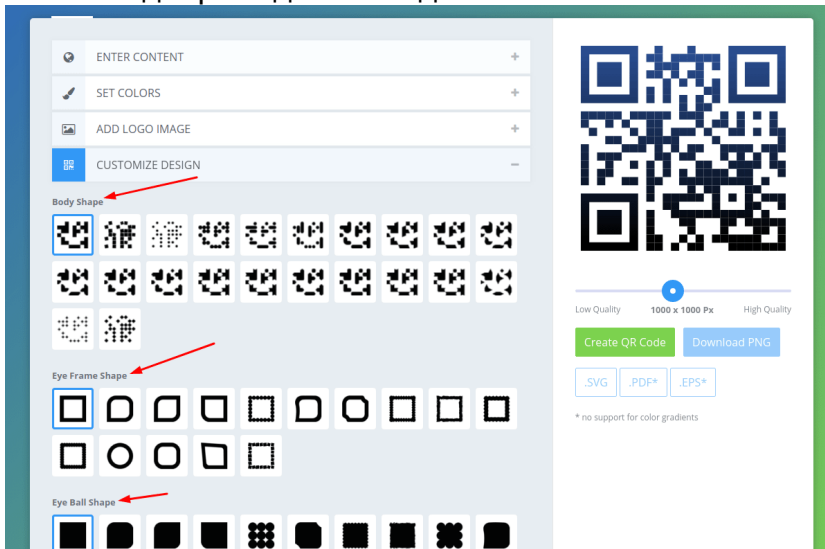 ENTER CONTENT +
SET COLORS +
ADD LOGO IMAGE +
CUSTOMIZE DESIGN −
Body Shape
Eye Frame Shape
Eye Ball Shape
Low Quality 1000 x 1000 Px High Quality
Create QR Code Download PNG
.SVG .PDF* .EPS*
* no support for color gradients